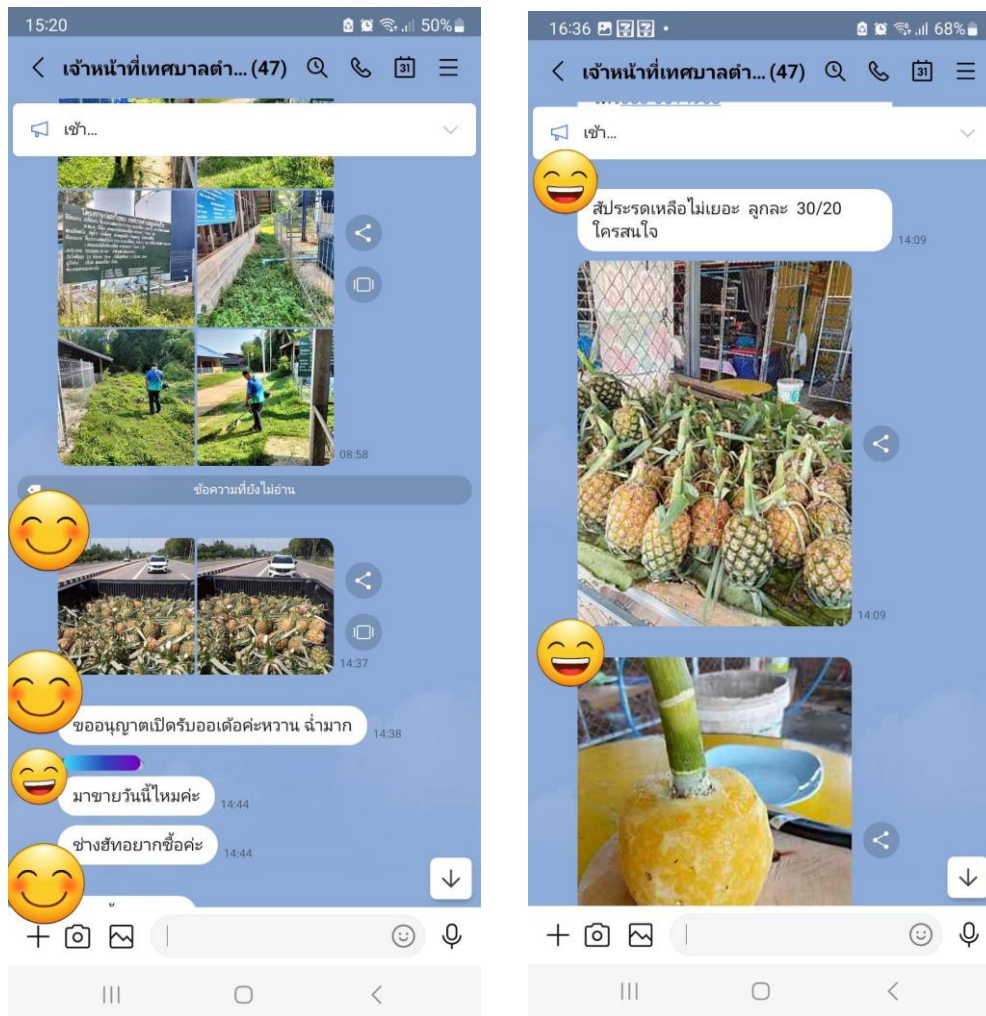 15:20
50%
เจ้าหน้าที่เทศบาลตำ... (47)
31
เช้า...
08:58
ข้อความที่ยังไม่อ่าน
14:37
ขออนุญาตเปิดรับออเด้อค่ะหวาน ฉ่ำมาก
14:38
มาขายวันนี้ไหมค่ะ
14:44
ช่างฮัทอยากซื้อค่ะ
14:44
16:36
68%
เจ้าหน้าที่เทศบาลตำ... (47)
31
เช้า...
สัประรดเหลือไม่เยอะ ลูกละ 30/20
ใครสนใจ
14:09
14:09